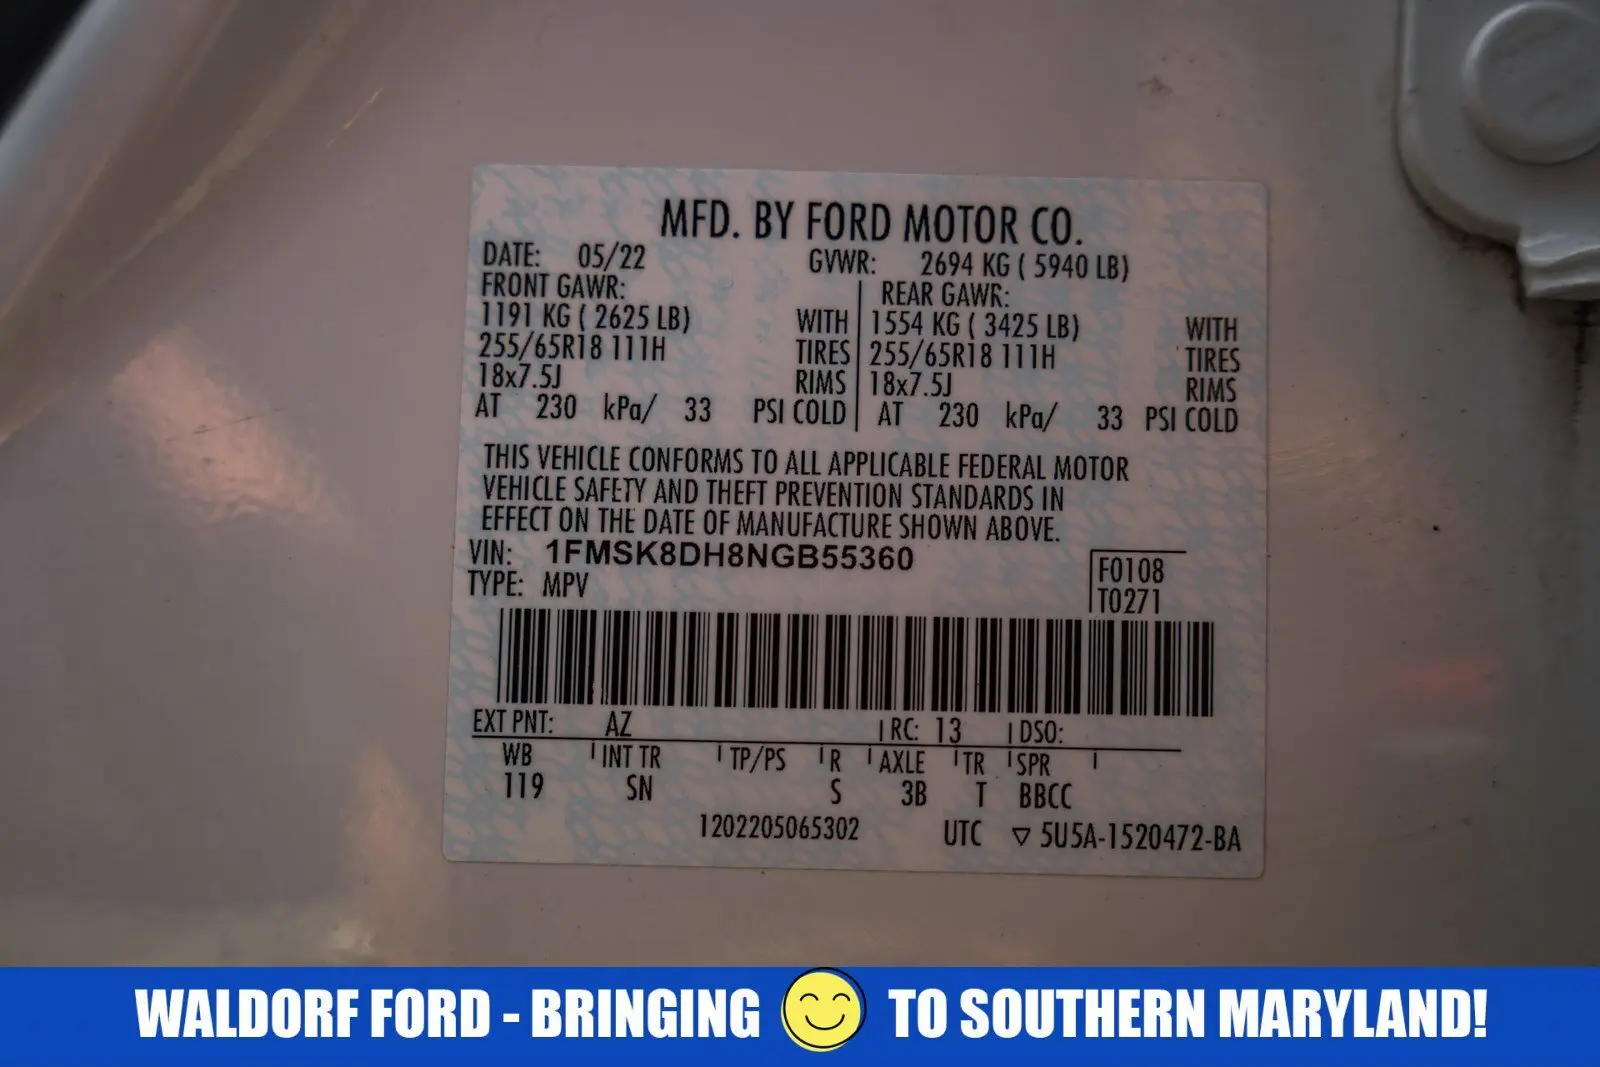 MFD. BY FORD MOTOR CO.
DATE: 05/22 GVWR: 2694 KG ( 5940 LB)
FRONT GAWR: REAR GAWR:
1191 KG ( 2625 LB) WITH 1554 KG ( 3425 LB) WITH
255/65R18 111H TIRES 255/65R18 111H TIRES
18x7.5J RIMS 18x7.5J RIMS
AT 230 kPa/ 33 PSI COLD AT 230 kPa/ 33 PSI COLD
THIS VEHICLE CONFORMS TO ALL APPLICABLE FEDERAL MOTOR
VEHICLE SAFETY AND THEFT PREVENTION STANDARDS IN
EFFECT ON THE DATE OF MANUFACTURE SHOWN ABOVE.
VIN: 1FMSK8DH8NGB55360
F0108
TYPE: MPV
T0271
EXT PNT: AZ RC: 13 DSO:
WB INT TR TP/PS R AXLE TR SPR
119 SN S 3B T BBCC
1202205065302 UTC ▽ 5U5A-1520472-BA
WALDORF FORD - BRINGING 😊 TO SOUTHERN MARYLAND!